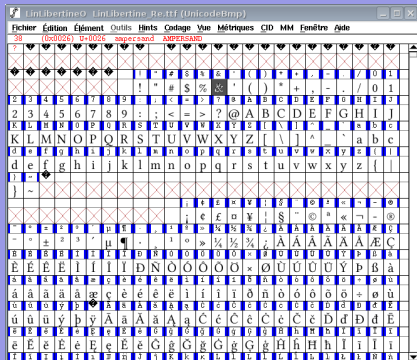 LinLibertineO LinLibertine_Re.ttf (UnicodeBmp)
Fichier Édition Élément Outils Hints Codage Vue Métriques CID MM Fenêtre Aide
38 (0x0026) U+0026 ampersand AMPERSAND
! " # $ % & ' ( ) * + , - . / 0 1
2 3 4 5 6 7 8 9 : ; < = > ? @ A B C D E F G H I J
K L M N O P Q R S T U V W X Y Z [ \ ] ^ _ ` a b c
d e f g h i j k l m n o p q r s t u v w x y z { |
} ~
¡ ¢ £ ¤ ¥ ¦ § ¨ © ª « ¬ - ®
¯ ° ± ² ³ ´ µ ¶ · ¸ ¹ º » ¼ ½ ¾ ¿ À Á Â Ã Ä Å Æ Ç
È É Ê Ë Ì Í Î Ï Ð Ñ Ò Ó Ô Õ Ö × Ø Ù Ú Û Ü Ý Þ ß à
á â ã ä å æ ç è é ê ë ì í î ï ð ñ ò ó ô õ ö ÷ ø ù
ú û ü ý þ ÿ Ā ā Ă ă Ą ą Ć ć Ĉ ĉ Ċ ċ Č č Ď ď Đ đ Ē
ē Ĕ ĕ Ė ė Ę ę Ě ě Ĝ ĝ Ğ ğ Ġ ġ Ģ ģ Ĥ ĥ Ħ ħ Ĩ ĩ Ī ī